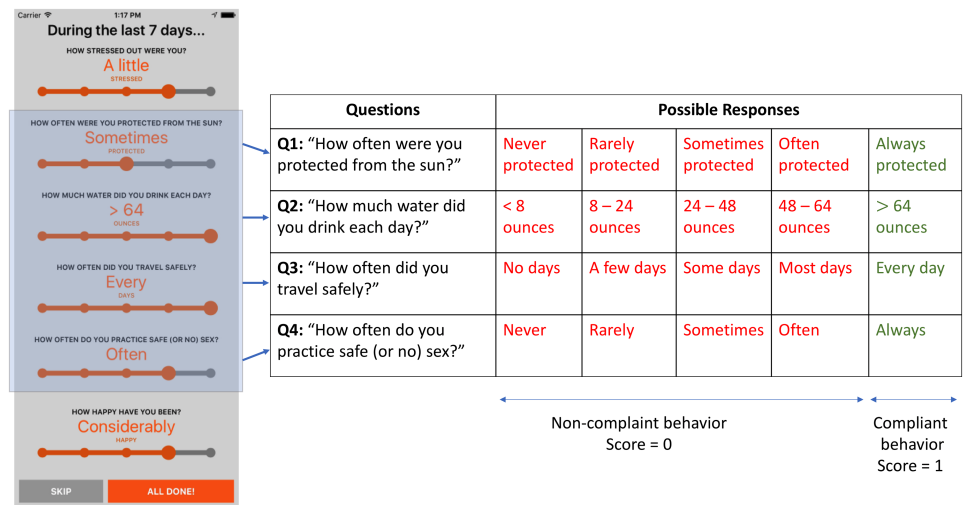 Carrier 1:17 PM
During the last 7 days...
HOW STRESSED OUT WERE YOU?
A little
STRESSED
HOW OFTEN WERE YOU PROTECTED FROM THE SUN?
Sometimes
PROTECTED
HOW MUCH WATER DID YOU DRINK EACH DAY?
> 64
OUNCES
HOW OFTEN DID YOU TRAVEL SAFELY?
Every
DAYS
HOW OFTEN DO YOU PRACTICE SAFE (OR NO) SEX?
Often
HOW HAPPY HAVE YOU BEEN?
Considerably
HAPPY
SKIP ALL DONE!
Questions Possible Responses
Q1: “How often were you Never Rarely Sometimes Often Always
protected from the sun?” protected protected protected protected protected
Q2: “How much water did < 8 8 – 24 24 – 48 48 – 64 > 64
you drink each day?” ounces ounces ounces ounces ounces
Q3: “How often did you No days A few days Some days Most days Every day
travel safely?”
Q4: “How often do you Never Rarely Sometimes Often Always
practice safe (or no) sex?”
Non-complaint behavior
Score = 0
Compliant
behavior
Score = 1